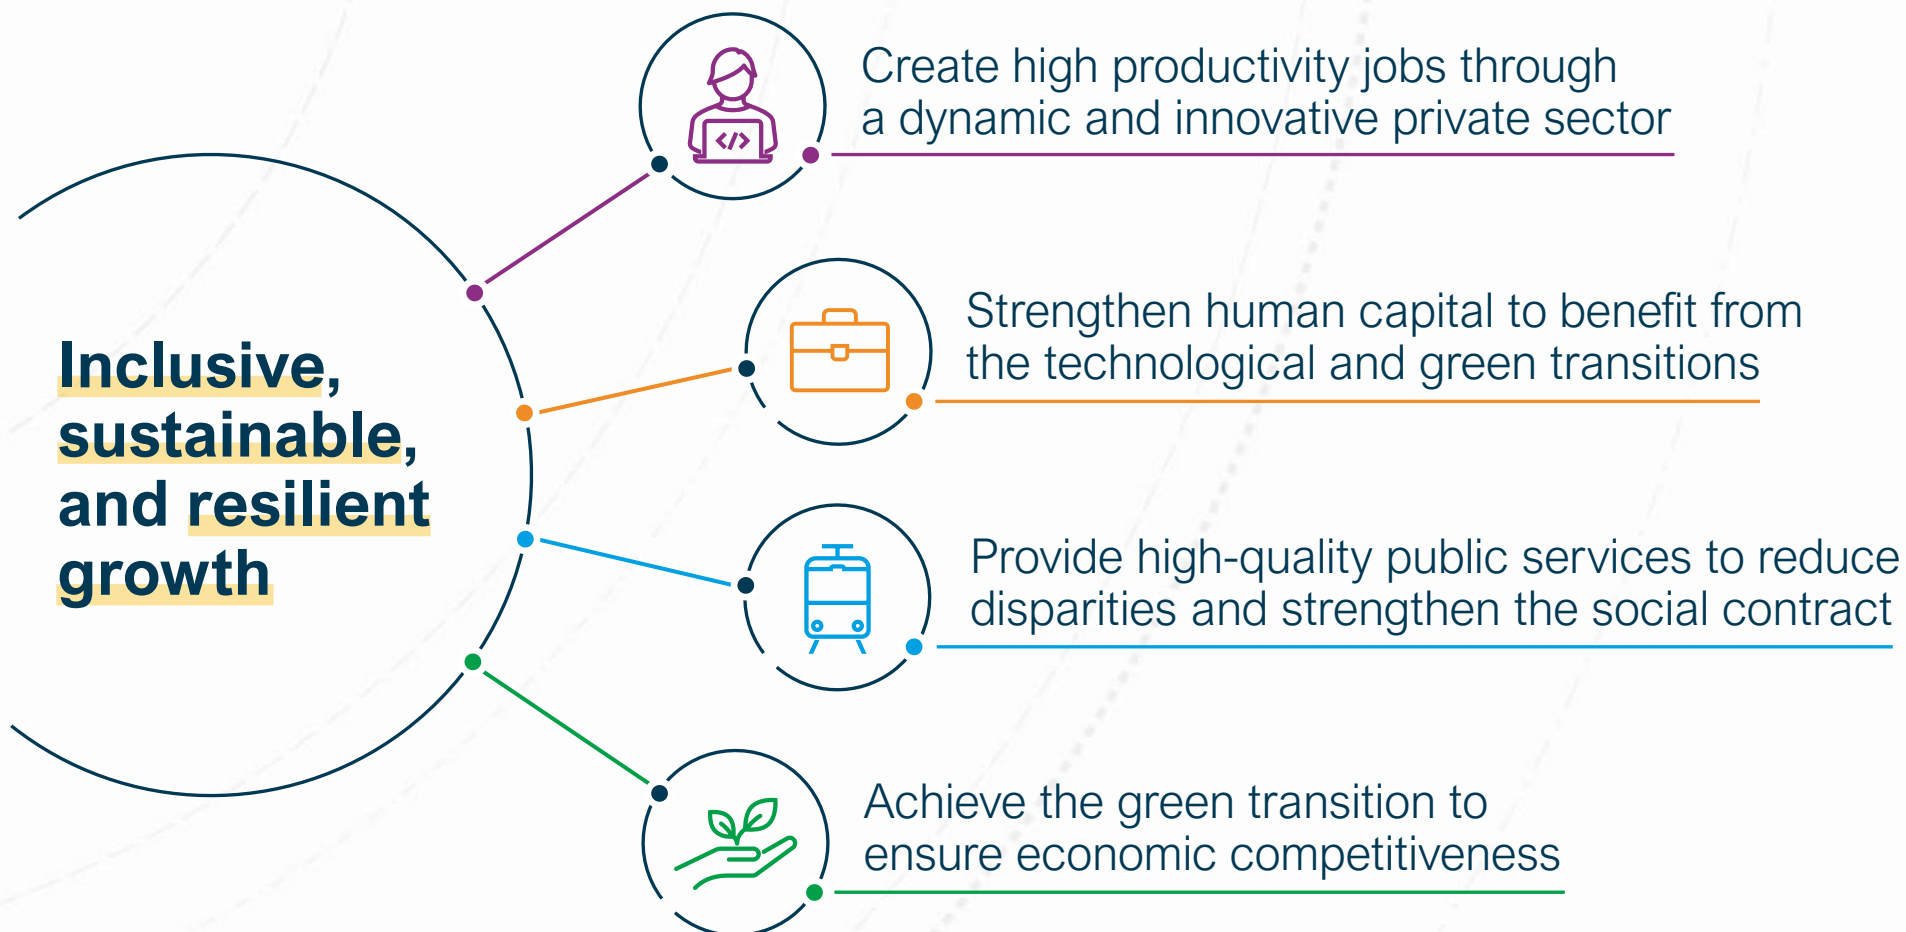 Inclusive,
sustainable,
and resilient
growth
Create high productivity jobs through
a dynamic and innovative private sector
</>
Strengthen human capital to benefit from
the technological and green transitions
Provide high-quality public services to reduce
disparities and strengthen the social contract
Achieve the green transition to
ensure economic competitiveness